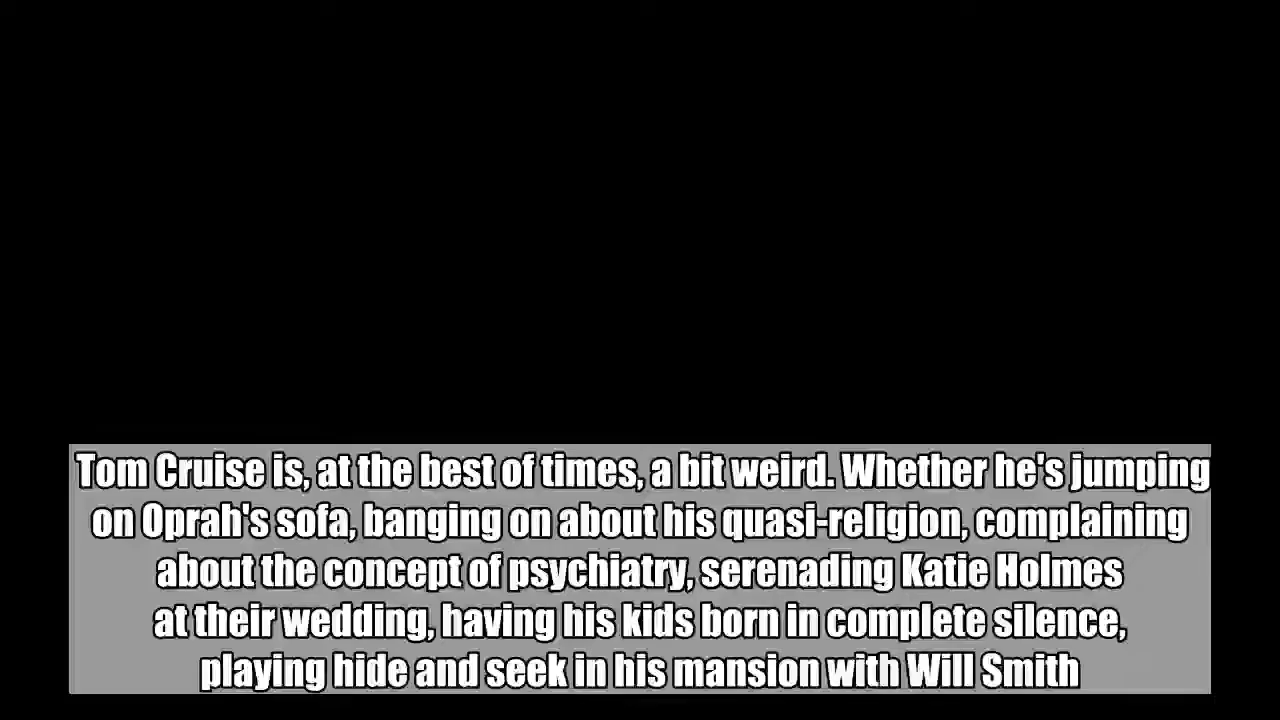 Tom Cruise is, at the best of times, a bit weird. Whether he's jumping
on Oprah's sofa, banging on about his quasi-religion, complaining
about the concept of psychiatry, serenading Katie Holmes
at their wedding, having his kids born in complete silence,
playing hide and seek in his mansion with Will Smith